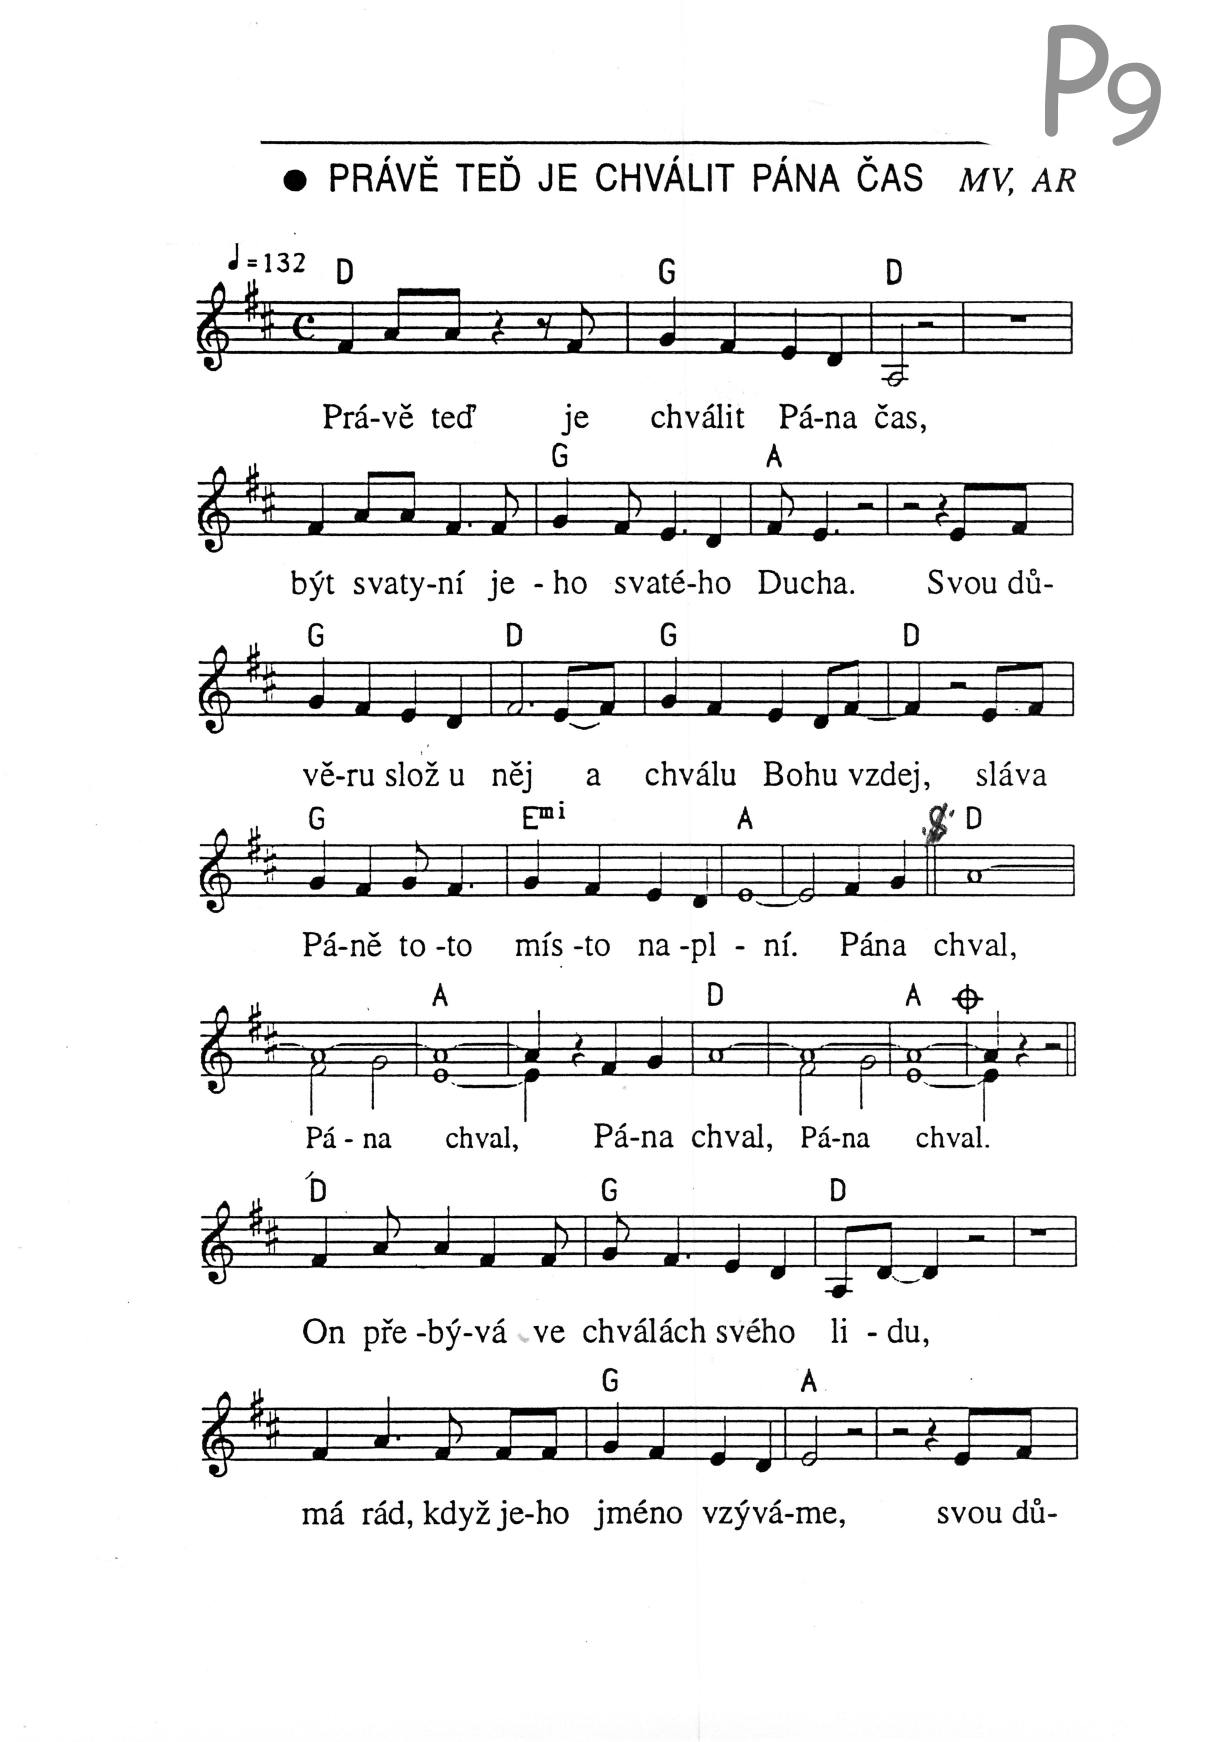 P9
● PRÁVĚ TEĎ JE CHVÁLIT PÁNA ČAS MV, AR
♩=132 D G D
Prá-vě teď je chválit Pá-na čas,
G A
být svaty-ní je - ho svaté-ho Ducha. Svou dů-
G D G D
vě-ru slož u něj a chválu Bohu vzdej, sláva
G Emi A D
Pá-ně to -to mís -to na -pl - ní. Pána chval,
A D A
Pá - na chval, Pá-na chval, Pá-na chval.
D G D
On pře -bý-vá ve chválách svého li - du,
G A
má rád, když je-ho jméno vzývá-me, svou dů-